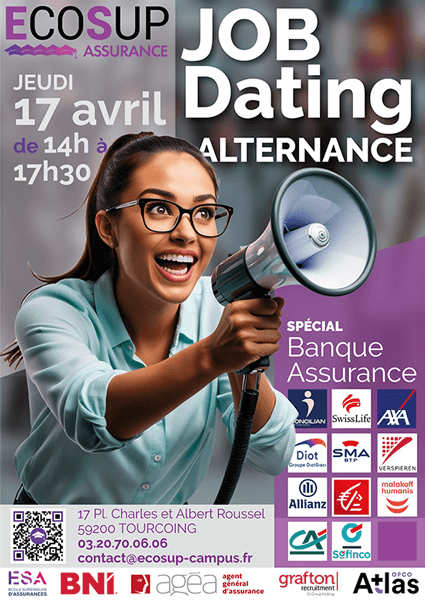 ECOSUP
ASSURANCE
JOB
Dating
ALTERNANCE
JEUDI
17 avril
de 14h à
17h30
SPÉCIAL
Banque
Assurance
ONCILIAN
SwissLife
AXA
Diot
Groupe DiotSiaci
SMA
BTP
VERSPIEREN
Allianz
malakoff
humanis
CA
Sofinco
17 Pl. Charles et Albert Roussel
59200 TOURCOING
03.20.70.06.06
contact@ecosup-campus.fr
ESA
ÉCOLE SUPÉRIEURE
D'ASSURANCES
BNI
agéa
agent
général
d'assurance
grafton
recruitment
OPCO
Atlas